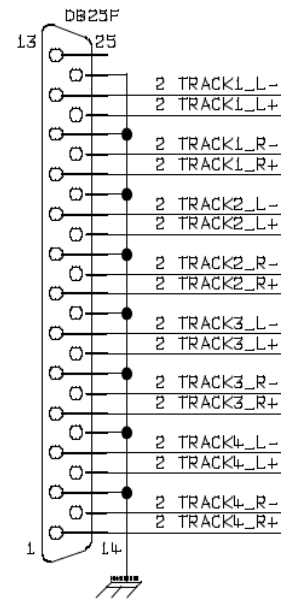 DB25F
13 25
2 TRACK1_L-
2 TRACK1_L+
2 TRACK1_R-
2 TRACK1_R+
2 TRACK2_L-
2 TRACK2_L+
2 TRACK2_R-
2 TRACK2_R+
2 TRACK3_L-
2 TRACK3_L+
2 TRACK3_R-
2 TRACK3_R+
2 TRACK4_L-
2 TRACK4_L+
2 TRACK4_R-
2 TRACK4_R+
1 14